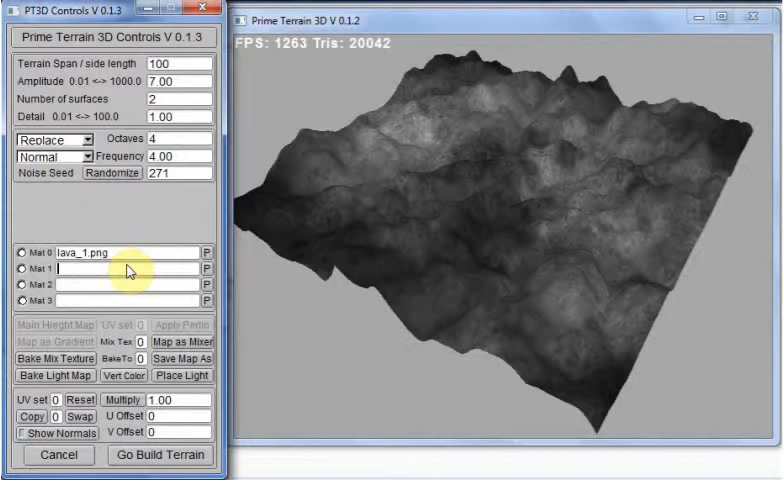 PT3D Controls V 0.1.3
Prime Terrain 3D Controls V 0.1.3
Terrain Span / side length 100
Amplitude 0.01 <-> 1000.0 7.00
Number of surfaces 2
Detail 0.01 <-> 100.0 1.00
Replace Octaves 4
Normal Frequency 4.00
Noise Seed Randomize 271
Mat 0 lava_1.png P
Mat 1 P
Mat 2 P
Mat 3 P
Main Hieght Map UV set 0 Apply Perlin
Map as Gradient Mix Tex 0 Map as Mixer
Bake Mix Texture BakeTo 0 Save Map As
Bake Light Map Vert Color Place Light
UV set 0 Reset Multiply 1.00
Copy 0 Swap U Offset 0
Show Normals V Offset 0
Cancel Go Build Terrain
Prime Terrain 3D V 0.1.2
FPS: 1263 Tris: 20042